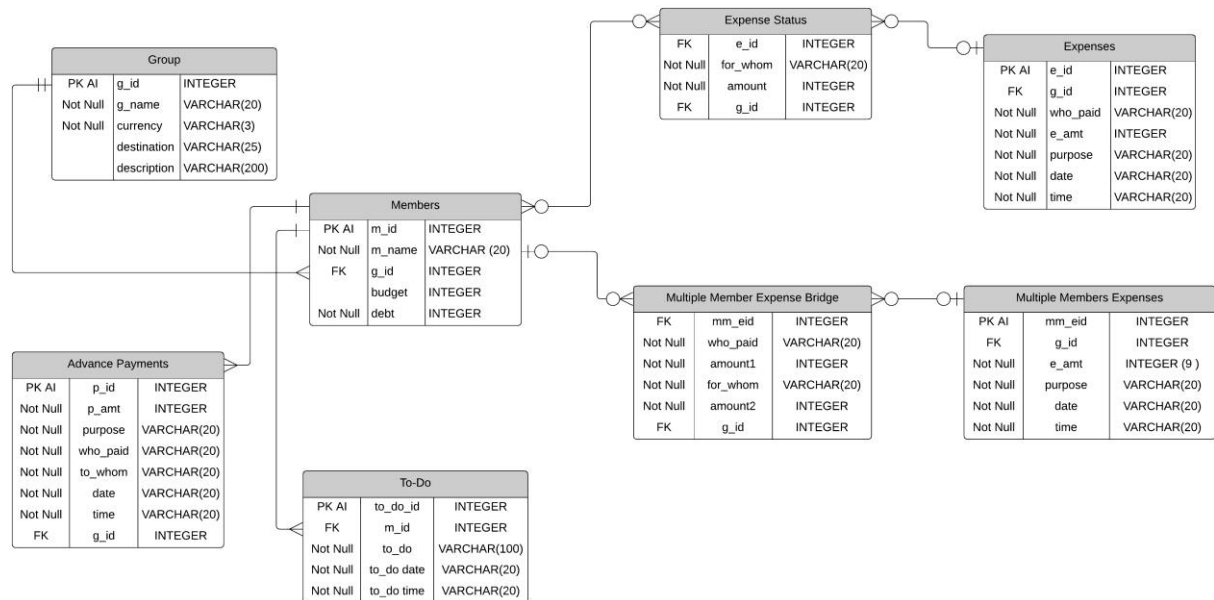 Group
PK AI g_id INTEGER
Not Null g_name VARCHAR(20)
Not Null currency VARCHAR(3)
destination VARCHAR(25)
description VARCHAR(200)
Expense Status
FK e_id INTEGER
Not Null for_whom VARCHAR(20)
Not Null amount INTEGER
FK g_id INTEGER
Expenses
PK AI e_id INTEGER
FK g_id INTEGER
Not Null who_paid VARCHAR(20)
Not Null e_amt INTEGER
Not Null purpose VARCHAR(20)
Not Null date VARCHAR(20)
Not Null time VARCHAR(20)
Members
PK AI m_id INTEGER
Not Null m_name VARCHAR (20)
FK g_id INTEGER
budget INTEGER
Not Null debt INTEGER
Multiple Member Expense Bridge
FK mm_eid INTEGER
Not Null who_paid VARCHAR(20)
Not Null amount1 INTEGER
Not Null for_whom VARCHAR(20)
Not Null amount2 INTEGER
FK g_id INTEGER
Multiple Members Expenses
PK AI mm_eid INTEGER
FK g_id INTEGER
Not Null e_amt INTEGER (9 )
Not Null purpose VARCHAR(20)
Not Null date VARCHAR(20)
Not Null time VARCHAR(20)
Advance Payments
PK AI p_id INTEGER
Not Null p_amt INTEGER
Not Null purpose VARCHAR(20)
Not Null who_paid VARCHAR(20)
Not Null to_whom VARCHAR(20)
Not Null date VARCHAR(20)
Not Null time VARCHAR(20)
FK g_id INTEGER
To-Do
PK AI to_do_id INTEGER
FK m_id INTEGER
Not Null to_do VARCHAR(100)
Not Null to_do date VARCHAR(20)
Not Null to_do time VARCHAR(20)